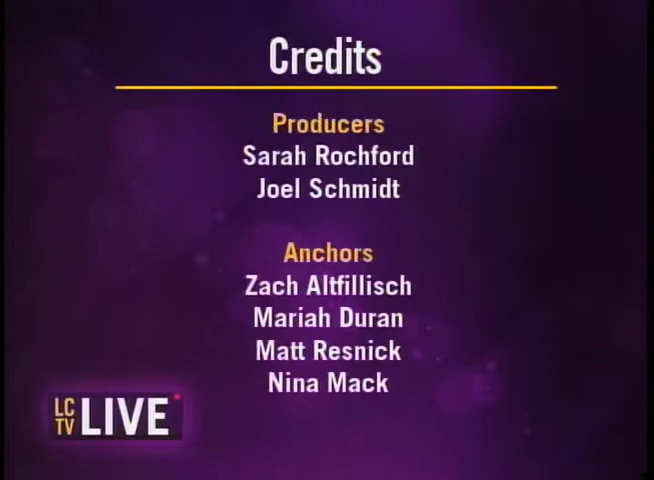 Credits
Producers
Sarah Rochford
Joel Schmidt
Anchors
Zach Altfillisch
Mariah Duran
Matt Resnick
Nina Mack
LC
TV LIVE